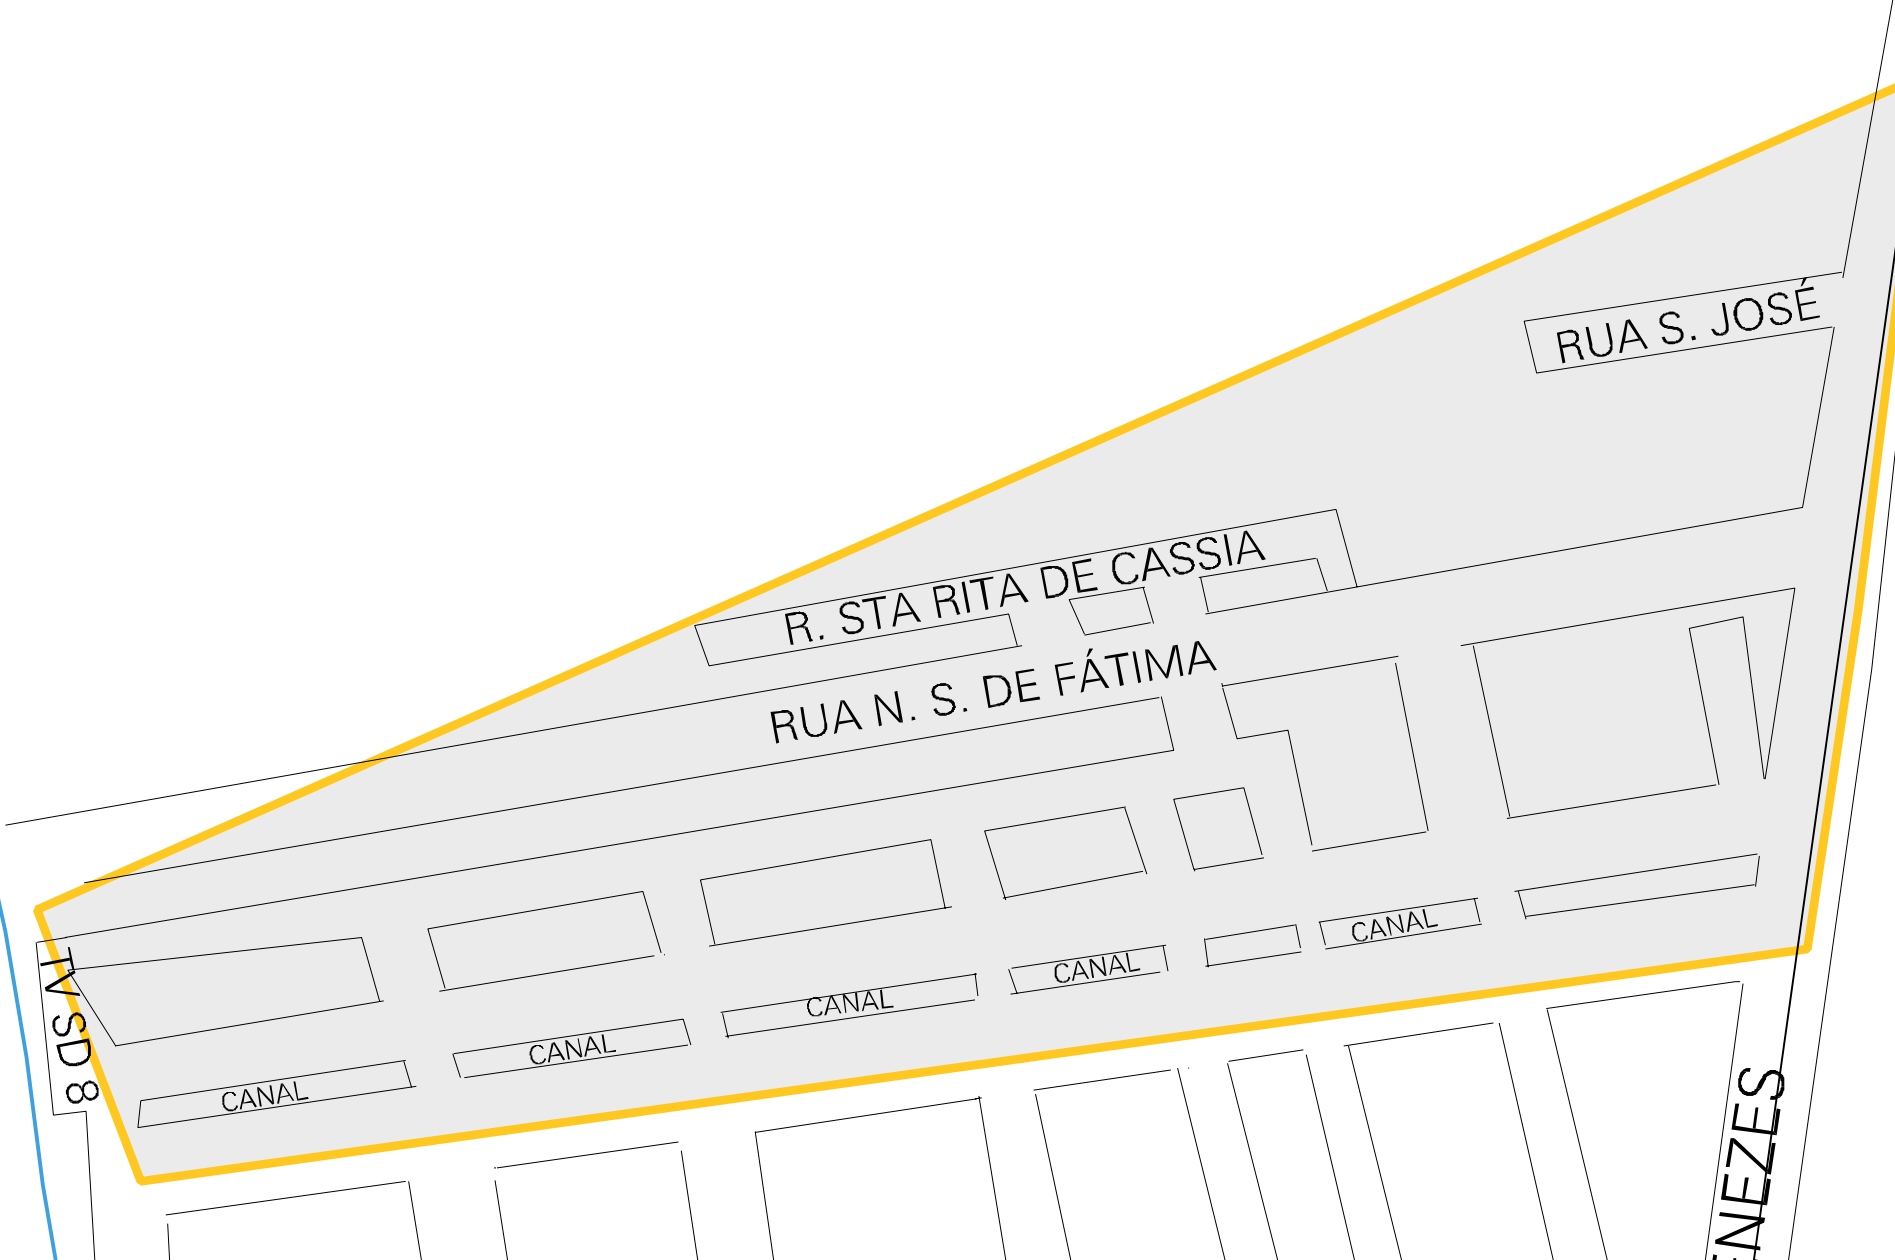 RUA S. JOSÉ
R. STA RITA DE CASSIA
RUA N. S. DE FÁTIMA
CANAL
CANAL
CANAL
CANAL
CANAL
TV SD 8
ENEZES